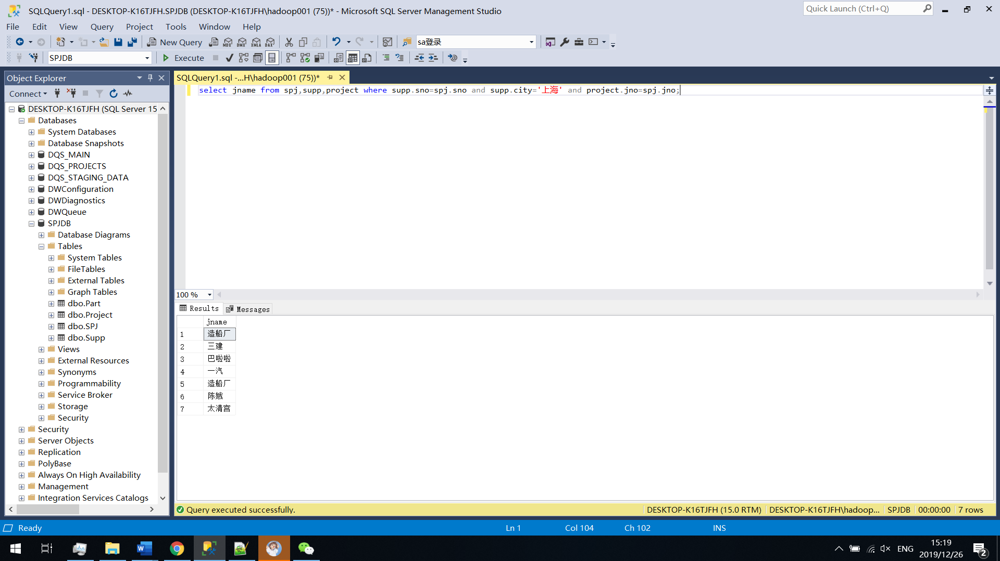 SQLQuery1.sql - DESKTOP-K16TJFH.SPJDB (DESKTOP-K16TJFH\hadoop001 (75))* - Microsoft SQL Server Management Studio
Quick Launch (Ctrl+Q)
File Edit View Query Project Tools Window Help
New Query MDX DMX XMLA DAX sa登录
SPJDB Execute
Object Explorer
Connect
DESKTOP-K16TJFH (SQL Server 15
Databases
System Databases
Database Snapshots
DQS_MAIN
DQS_PROJECTS
DQS_STAGING_DATA
DWConfiguration
DWDiagnostics
DWQueue
SPJDB
Database Diagrams
Tables
System Tables
FileTables
External Tables
Graph Tables
dbo.Part
dbo.Project
dbo.SPJ
dbo.Supp
Views
External Resources
Synonyms
Programmability
Service Broker
Storage
Security
Security
Server Objects
Replication
PolyBase
Always On High Availability
Management
Integration Services Catalogs
SQLQuery1.sql -...H\hadoop001 (75))*
select jname from spj,supp,project where supp.sno=spj.sno and supp.city='上海' and project.jno=spj.jno;
100 %
Results Messages
jname
1 造船厂
2 三建
3 巴啦啦
4 一汽
5 造船厂
6 陈娥
7 太清宫
Query executed successfully. DESKTOP-K16TJFH (15.0 RTM) DESKTOP-K16TJFH\hadoop... SPJDB 00:00:00 7 rows
Ready Ln 1 Col 104 Ch 102 INS
ENG
15:19
2019/12/26
2